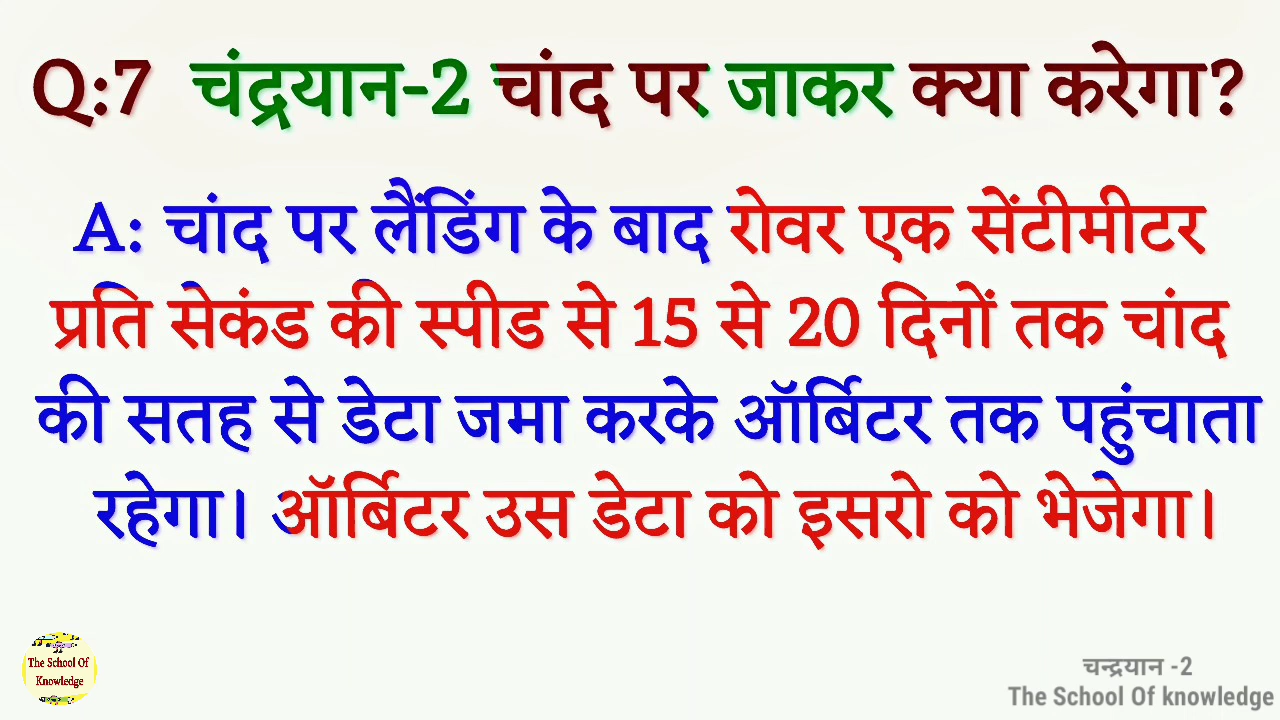 Q:7 चंद्रयान-2 चांद पर जाकर क्या करेगा?
A: चांद पर लैंडिंग के बाद रोवर एक सेंटीमीटर
प्रति सेकंड की स्पीड से 15 से 20 दिनों तक चांद
की सतह से डेटा जमा करके ऑर्बिटर तक पहुंचाता
रहेगा। ऑर्बिटर उस डेटा को इसरो को भेजेगा।
The School Of
Knowledge
चन्द्रयान -2
The School Of knowledge